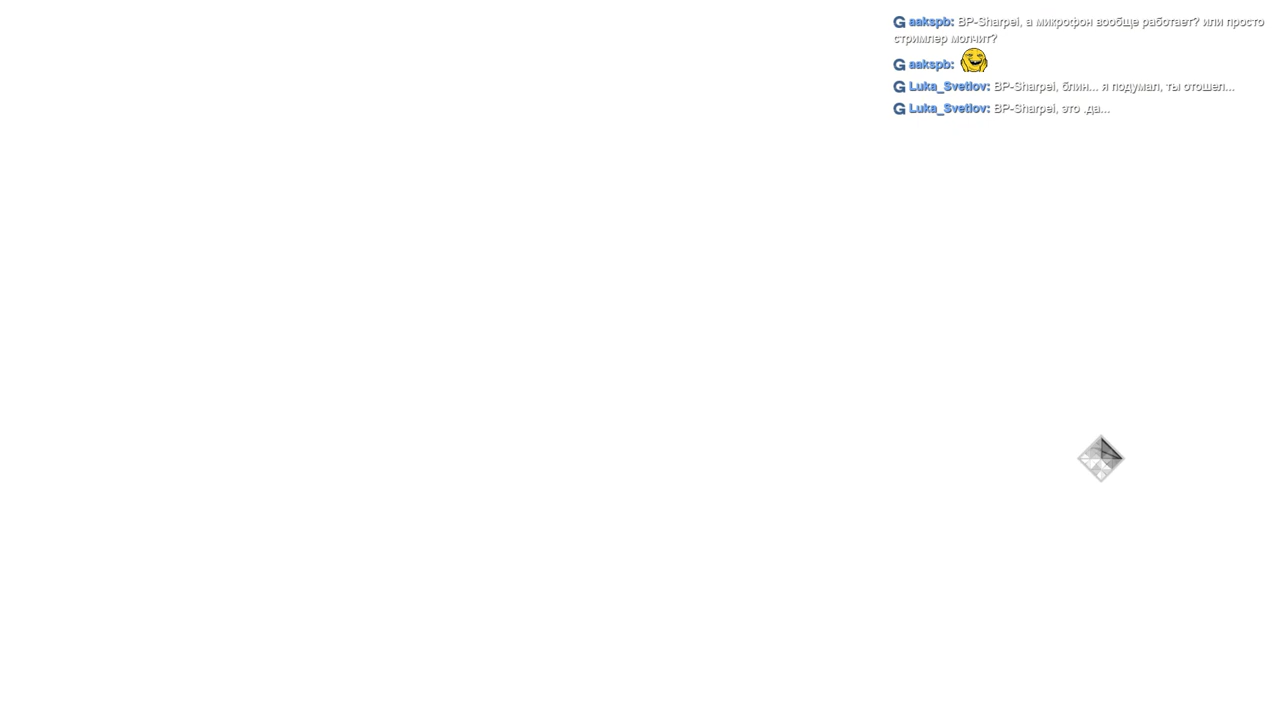 aakspb: BP-Sharpei, а микрофон вообще работает? или просто
стримлер молчит?
aakspb:
Luka_Svetlov: BP-Sharpei, блин... я подумал, ты отошел...
Luka_Svetlov: BP-Sharpei, это .да...